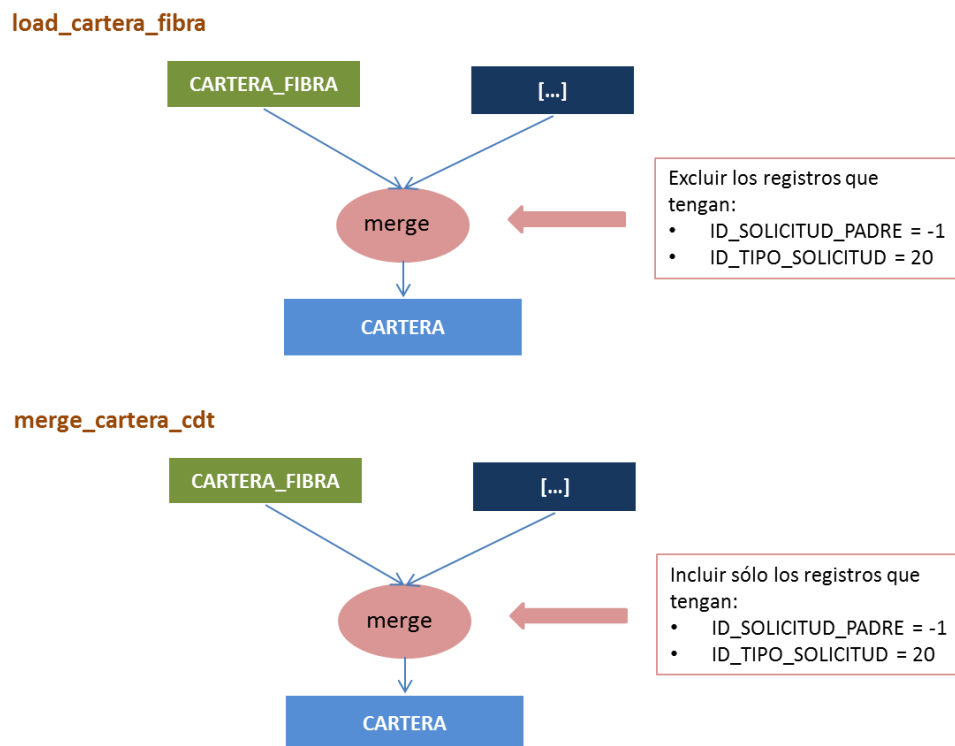 load_cartera_fibra
CARTERA_FIBRA
[...]
merge
Excluir los registros que
tengan:
• ID_SOLICITUD_PADRE = -1
• ID_TIPO_SOLICITUD = 20
CARTERA
merge_cartera_cdt
CARTERA_FIBRA
[...]
merge
Incluir sólo los registros que
tengan:
• ID_SOLICITUD_PADRE = -1
• ID_TIPO_SOLICITUD = 20
CARTERA